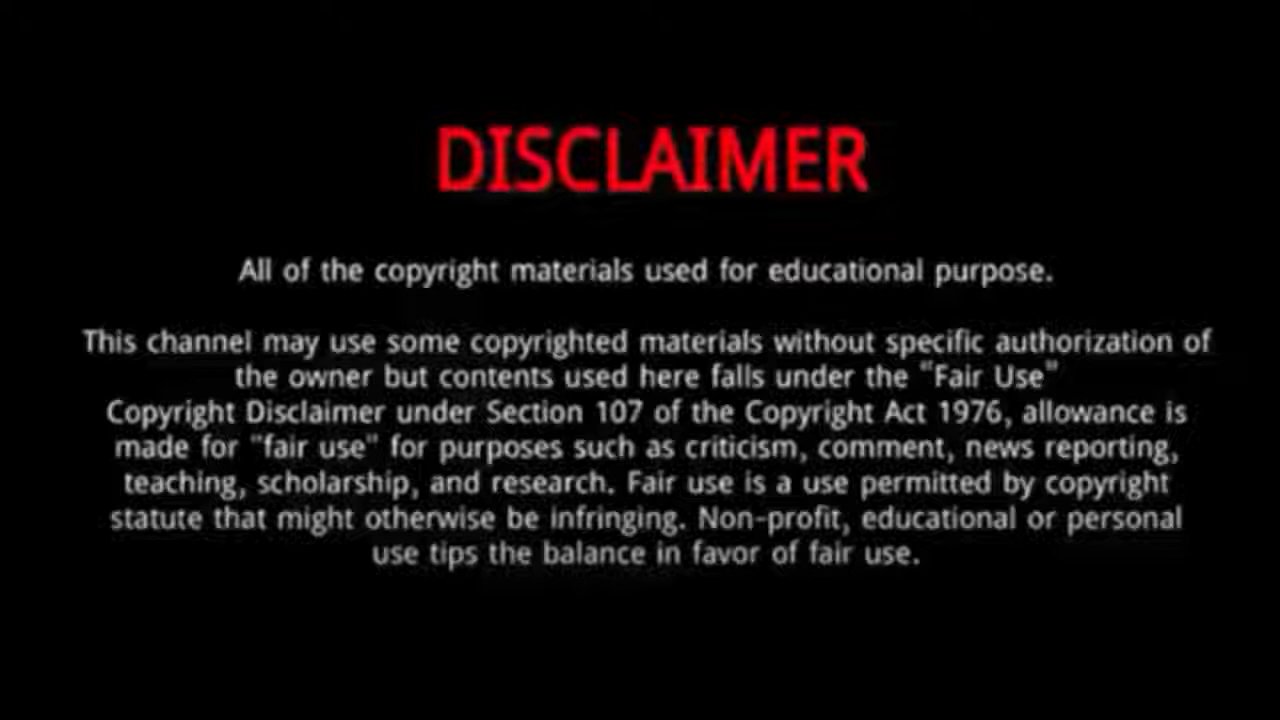 DISCLAIMER
All of the copyright materials used for educational purpose.
This channel may use some copyrighted materials without specific authorization of
the owner but contents used here falls under the "Fair Use"
Copyright Disclaimer under Section 107 of the Copyright Act 1976, allowance is
made for "fair use" for purposes such as criticism, comment, news reporting,
teaching, scholarship, and research. Fair use is a use permitted by copyright
statute that might otherwise be infringing. Non-profit, educational or personal
use tips the balance in favor of fair use.